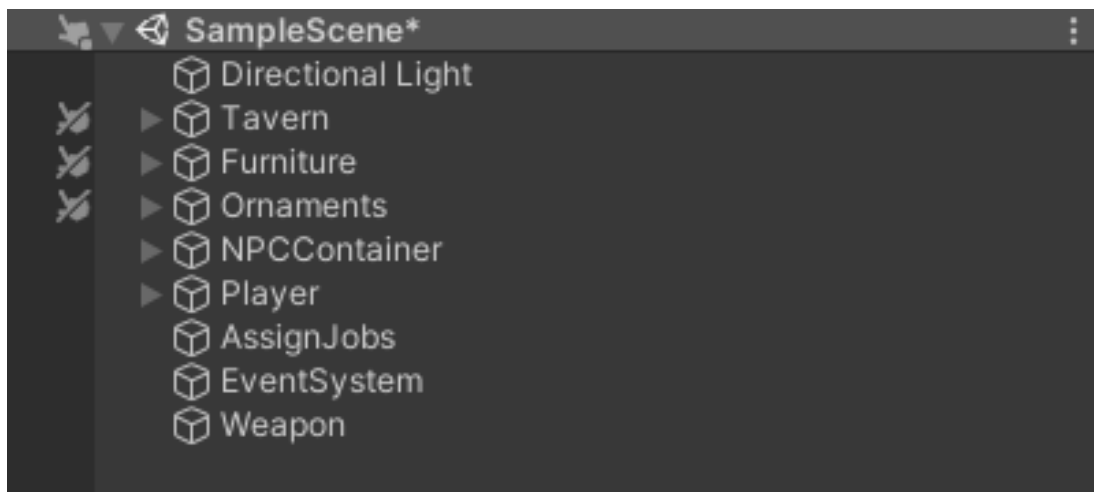 SampleScene*
Directional Light
Tavern
Furniture
Ornaments
NPCContainer
Player
AssignJobs
EventSystem
Weapon